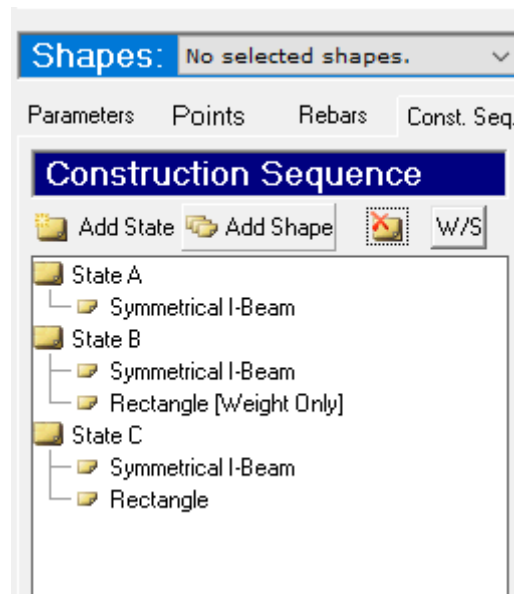 Shapes: No selected shapes.
Parameters Points Rebars Const. Seq.
Construction Sequence
Add State Add Shape W/S
State A
Symmetrical I-Beam
State B
Symmetrical I-Beam
Rectangle [Weight Only]
State C
Symmetrical I-Beam
Rectangle